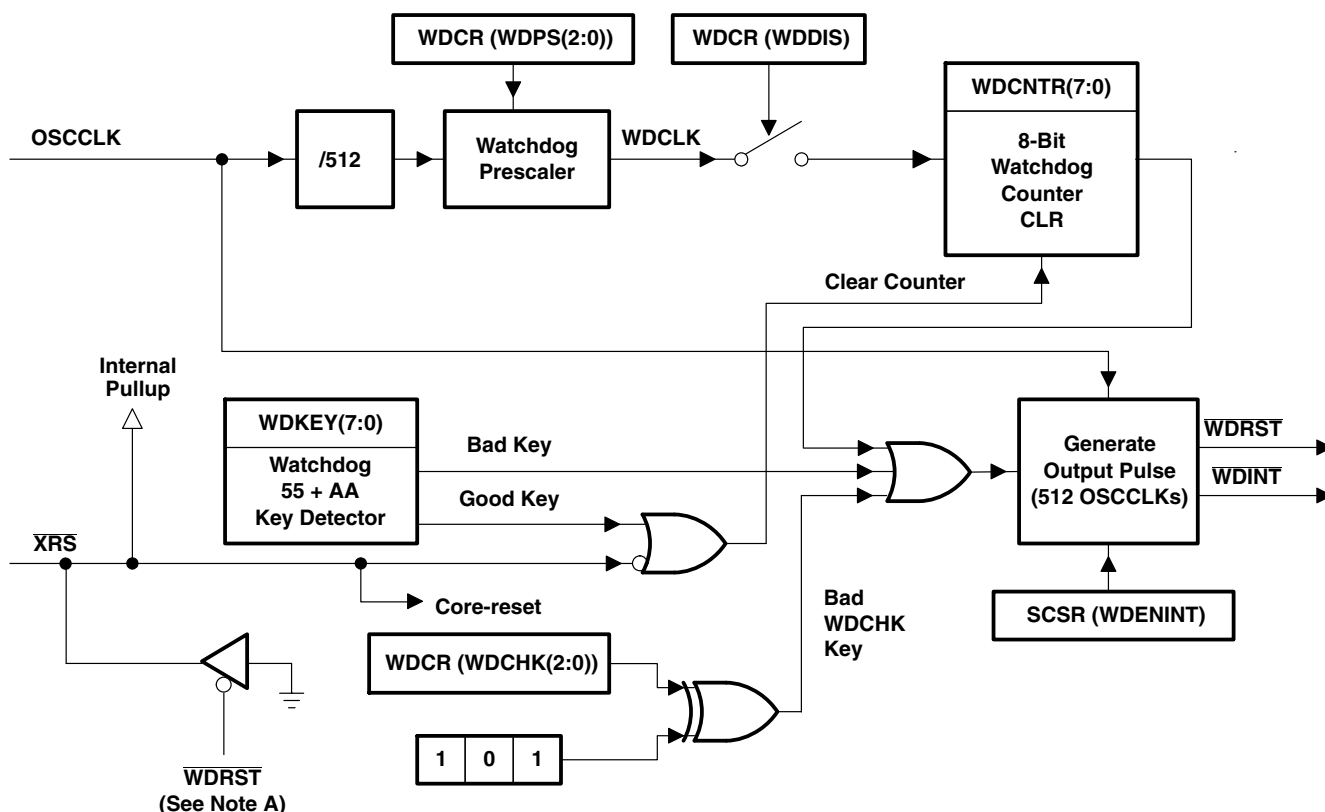 WDCR (WDPS(2:0))
WDCR (WDDIS)
WDCNTR(7:0)
OSCCLK
/512
Watchdog
Prescaler
WDCLK
8-Bit
Watchdog
Counter
CLR
Clear Counter
Internal
Pullup
WDKEY(7:0)
Watchdog
55 + AA
Key Detector
Bad Key
Good Key
Generate
Output Pulse
(512 OSCCLKs)
WDRST
WDINT
XRS
Core-reset
SCSR (WDENINT)
Bad
WDCHK
Key
WDCR (WDCHK(2:0))
1 0 1
WDRST
(See Note A)